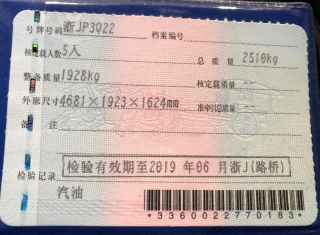 号牌号码 浙JP3Q22 档案编号
核定载人数 5人 总质量 2510kg
整备质量 1928kg 核定载质量 --
外廓尺寸 4681×1923×1624mm 准牵引总质量 --
备注
检验记录 检验有效期至2019 年06 月浙J(路桥)
汽油
*3360022770183*